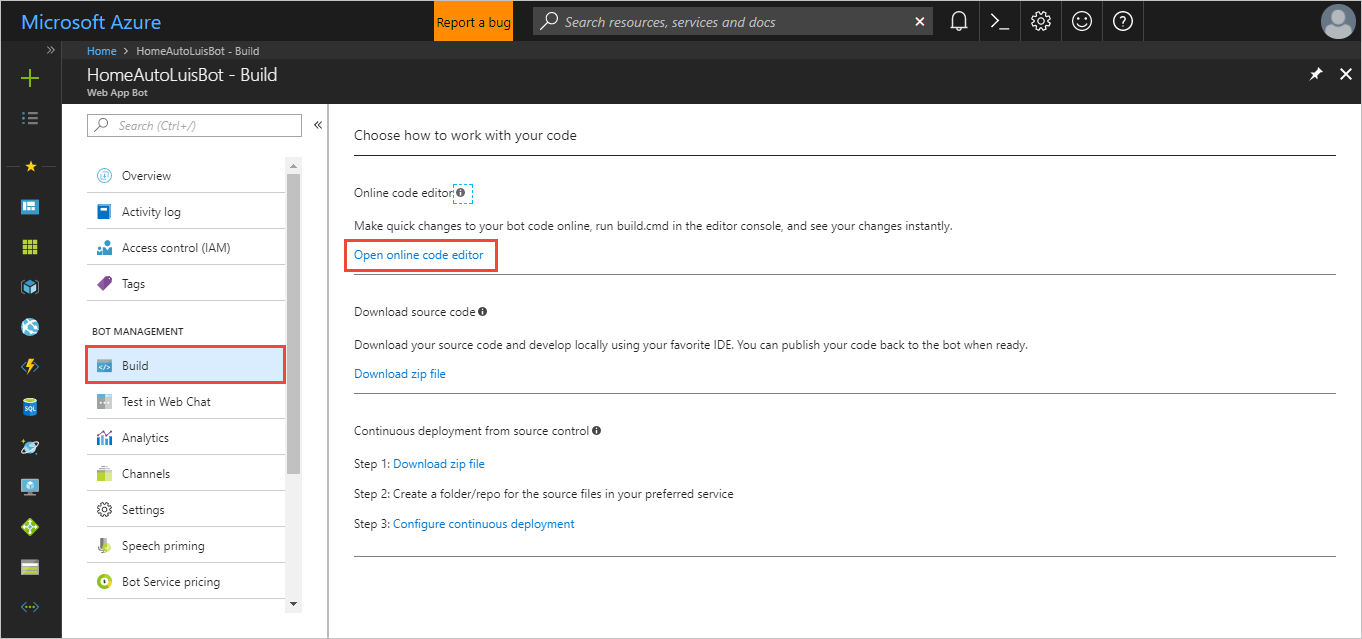 Microsoft Azure
Report a bug
Search resources, services and docs
Home > HomeAutoLuisBot - Build
HomeAutoLuisBot - Build
Web App Bot
Search (Ctrl+/)
Overview
Activity log
Access control (IAM)
Tags
BOT MANAGEMENT
Build
Test in Web Chat
Analytics
Channels
Settings
Speech priming
Bot Service pricing
Choose how to work with your code
Online code editor
Make quick changes to your bot code online, run build.cmd in the editor console, and see your changes instantly.
Open online code editor
Download source code
Download your source code and develop locally using your favorite IDE. You can publish your code back to the bot when ready.
Download zip file
Continuous deployment from source control
Step 1: Download zip file
Step 2: Create a folder/repo for the source files in your preferred service
Step 3: Configure continuous deployment
SQL